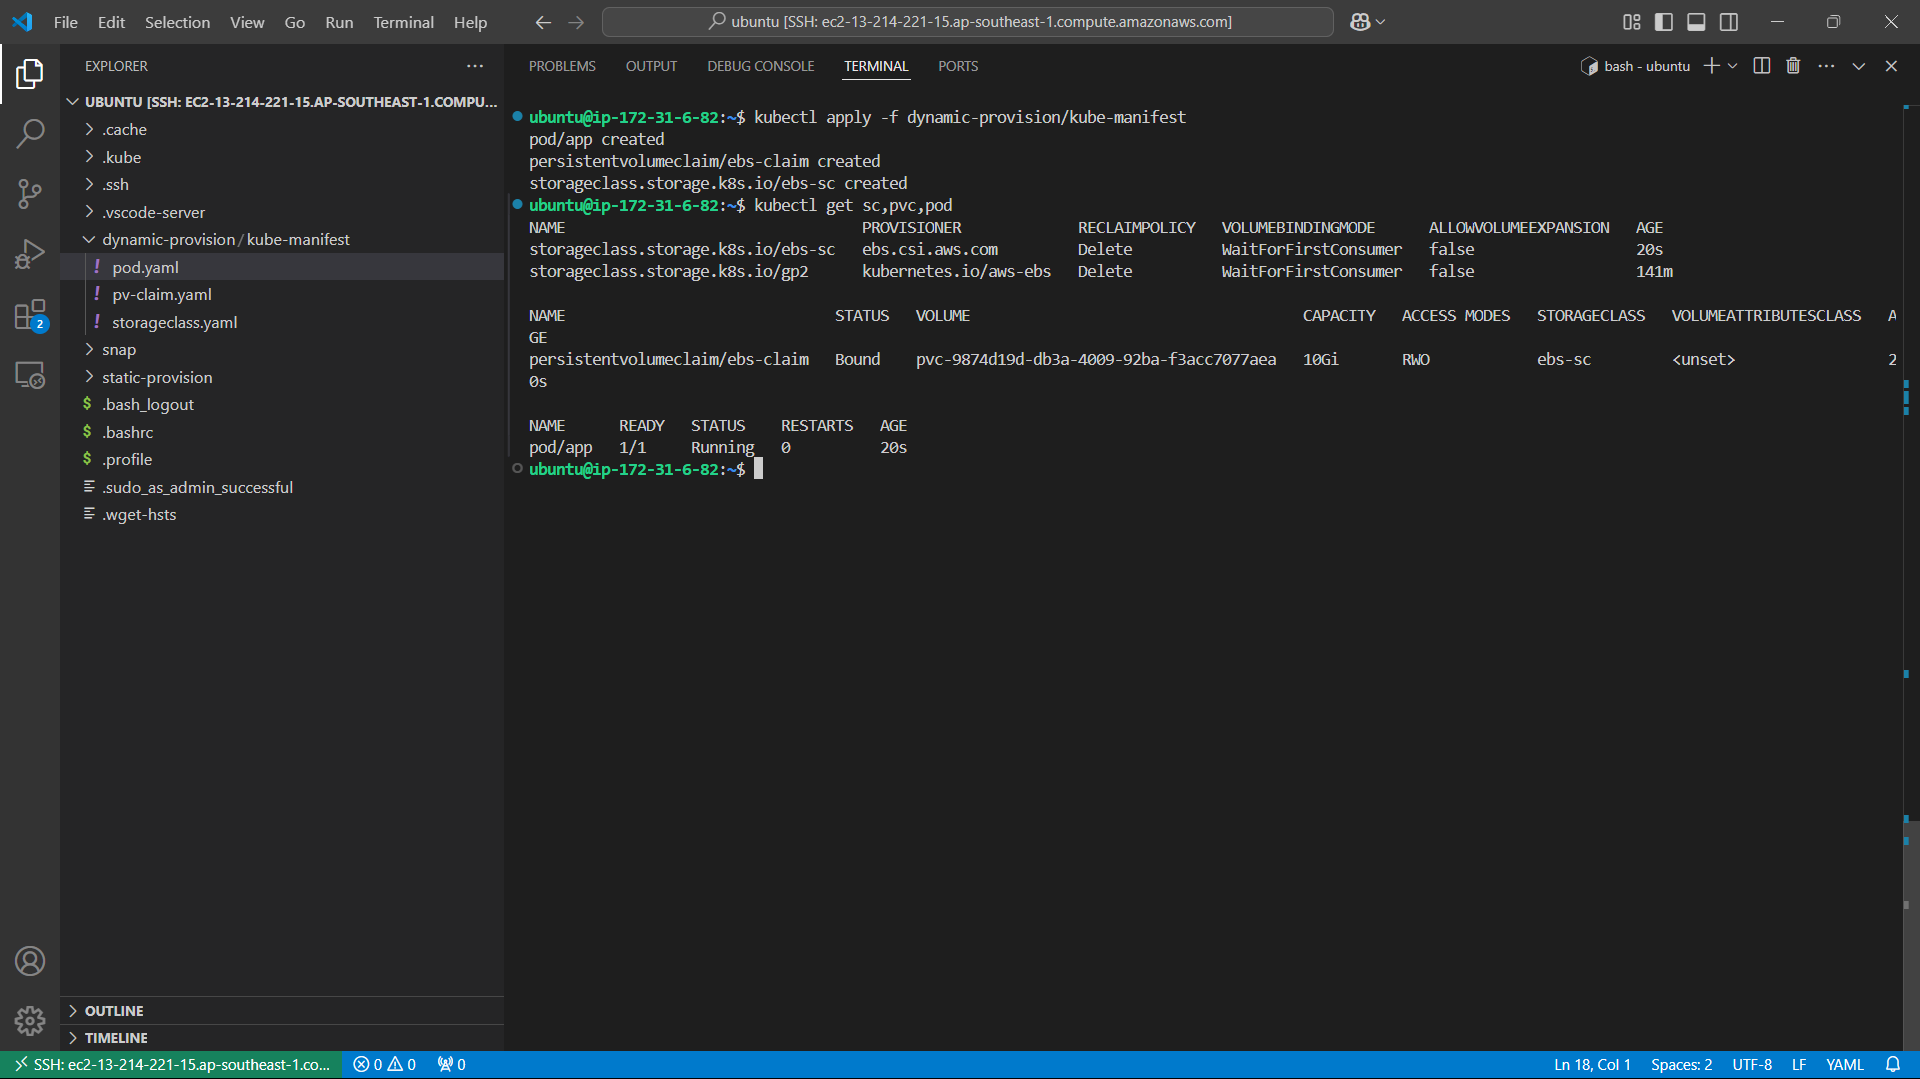 File Edit Selection View Go Run Terminal Help
ubuntu [SSH: ec2-13-214-221-15.ap-southeast-1.compute.amazonaws.com]
EXPLORER
UBUNTU [SSH: EC2-13-214-221-15.AP-SOUTHEAST-1.COMPU...
.cache
.kube
.ssh
.vscode-server
dynamic-provision / kube-manifest
! pod.yaml
! pv-claim.yaml
! storageclass.yaml
snap
static-provision
$ .bash_logout
$ .bashrc
$ .profile
.sudo_as_admin_successful
.wget-hsts
2
OUTLINE
TIMELINE
PROBLEMS OUTPUT DEBUG CONSOLE TERMINAL PORTS
bash - ubuntu
ubuntu@ip-172-31-6-82:~$ kubectl apply -f dynamic-provision/kube-manifest
pod/app created
persistentvolumeclaim/ebs-claim created
storageclass.storage.k8s.io/ebs-sc created
ubuntu@ip-172-31-6-82:~$ kubectl get sc,pvc,pod
NAME PROVISIONER RECLAIMPOLICY VOLUMEBINDINGMODE ALLOWVOLUMEEXPANSION AGE
storageclass.storage.k8s.io/ebs-sc ebs.csi.aws.com Delete WaitForFirstConsumer false 20s
storageclass.storage.k8s.io/gp2 kubernetes.io/aws-ebs Delete WaitForFirstConsumer false 141m
NAME STATUS VOLUME CAPACITY ACCESS MODES STORAGECLASS VOLUMEATTRIBUTESCLASS A
GE
persistentvolumeclaim/ebs-claim Bound pvc-9874d19d-db3a-4009-92ba-f3acc7077aea 10Gi RWO ebs-sc <unset> 2
0s
NAME READY STATUS RESTARTS AGE
pod/app 1/1 Running 0 20s
ubuntu@ip-172-31-6-82:~$
SSH: ec2-13-214-221-15.ap-southeast-1.co... 0 0 0
Ln 18, Col 1 Spaces: 2 UTF-8 LF YAML